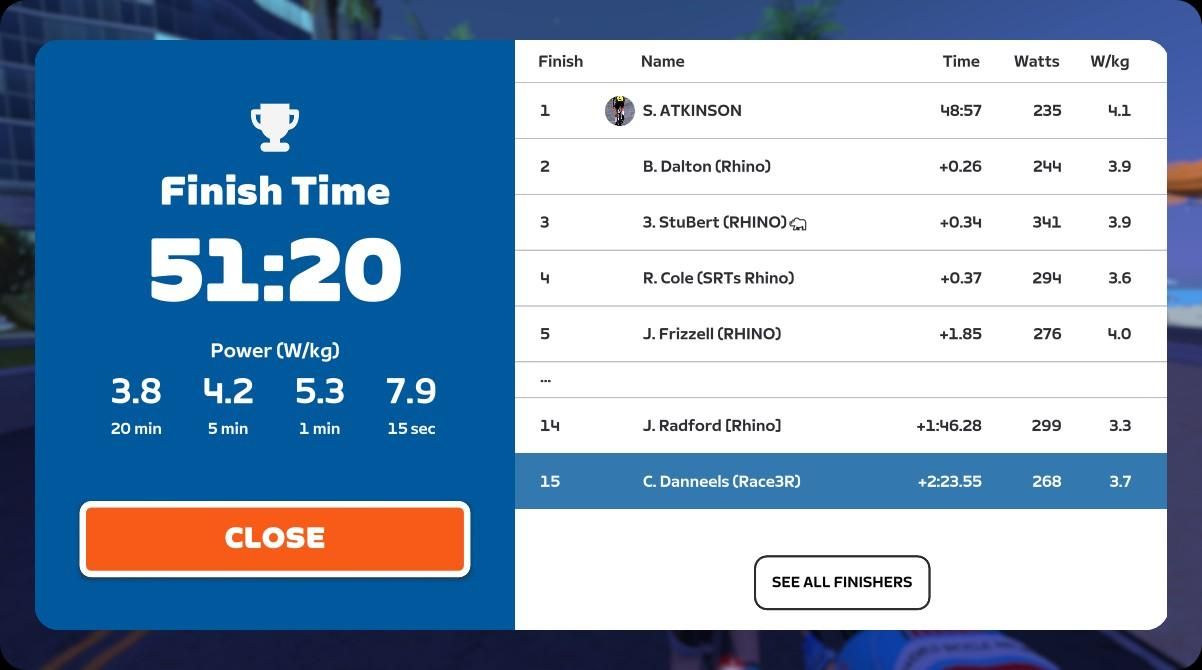 Finish Time
51:20
Power (W/kg)
3.8 4.2 5.3 7.9
20 min 5 min 1 min 15 sec
CLOSE
Finish Name Time Watts W/kg
1 S. ATKINSON 48:57 235 4.1
2 B. Dalton (Rhino) +0.26 244 3.9
3 3. StuBert (RHINO) +0.34 341 3.9
4 R. Cole (SRTs Rhino) +0.37 294 3.6
5 J. Frizzell (RHINO) +1.85 276 4.0
...
14 J. Radford [Rhino] +1:46.28 299 3.3
15 C. Danneels (Race3R) +2:23.55 268 3.7
SEE ALL FINISHERS